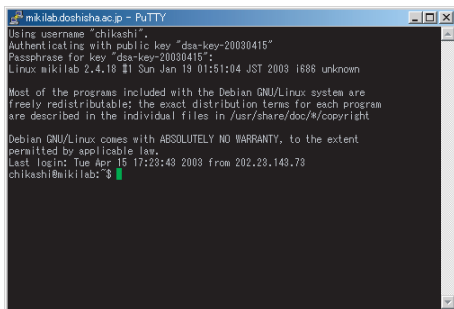 mikilab.doshisha.ac.jp - PuTTY
Using username "chikashi".
Authenticating with public key "dsa-key-20030415"
Passphrase for key "dsa-key-20030415":
Linux mikilab 2.4.18 #1 Sun Jan 19 01:51:04 JST 2003 i686 unknown
Most of the programs included with the Debian GNU/Linux system are
freely redistributable; the exact distribution terms for each program
are described in the individual files in /usr/share/doc/*/copyright
Debian GNU/Linux comes with ABSOLUTELY NO WARRANTY, to the extent
permitted by applicable law.
Last login: Tue Apr 15 17:23:43 2003 from 202.23.143.73
chikashi@mikilab:~$